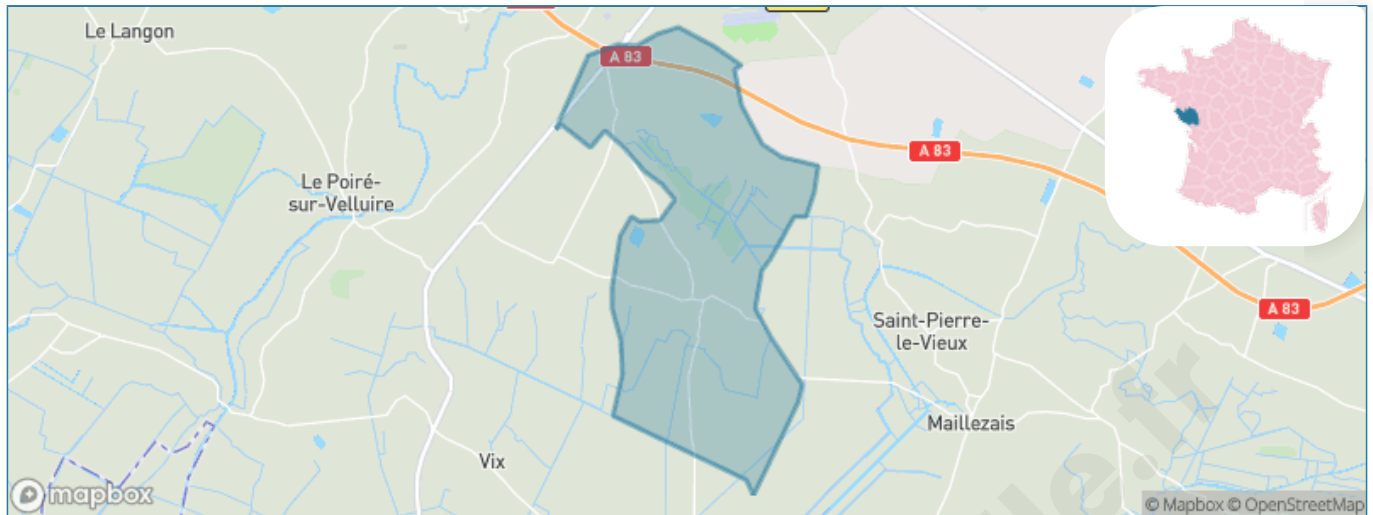 Le Langon
A 83
A 83
Le Poiré-
sur-Velluire
Saint-Pierre-
le-Vieux
A 83
Maillezais
Vix
mapbox
© Mapbox © OpenStreetMap